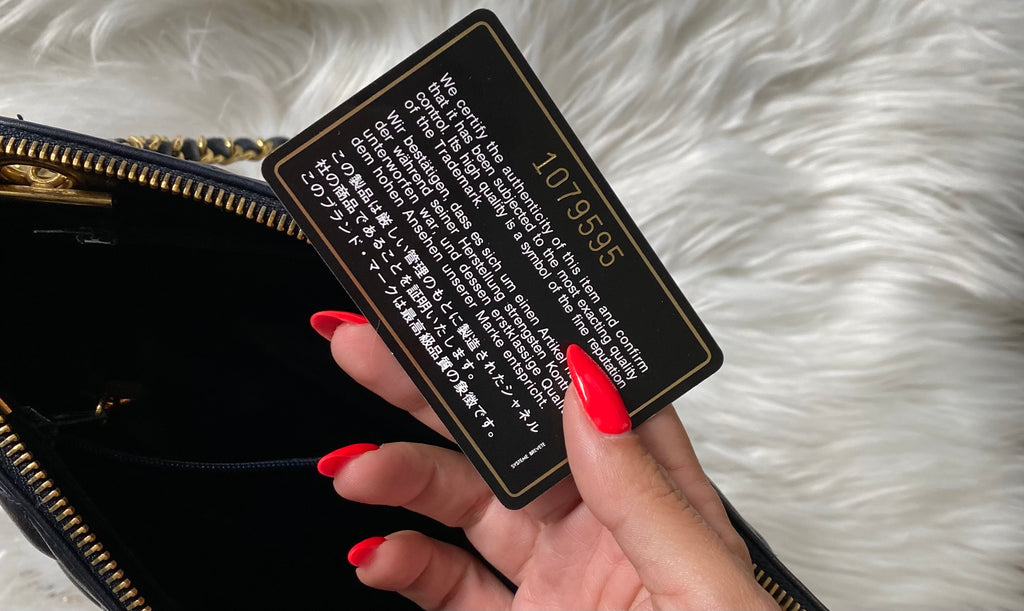 1079595
We certify the authenticity of this item and confirm
that it has been subjected to the most exacting quality
control. Its high quality is a symbol of the fine reputation
of the Trademark.
Wir bestätigen, dass es sich um einen Artikel
der während seiner Herstellung strengsten
unterworfen war, und dessen erstklassige
dem hohen Ansehen unserer Marke entspricht.
この製品は厳しい管理のもとに製造されたシャネル
社の商品であることを証明いたします。
このブランド・マークは最高級品質の象徴です。
SYSTEME BREVETE